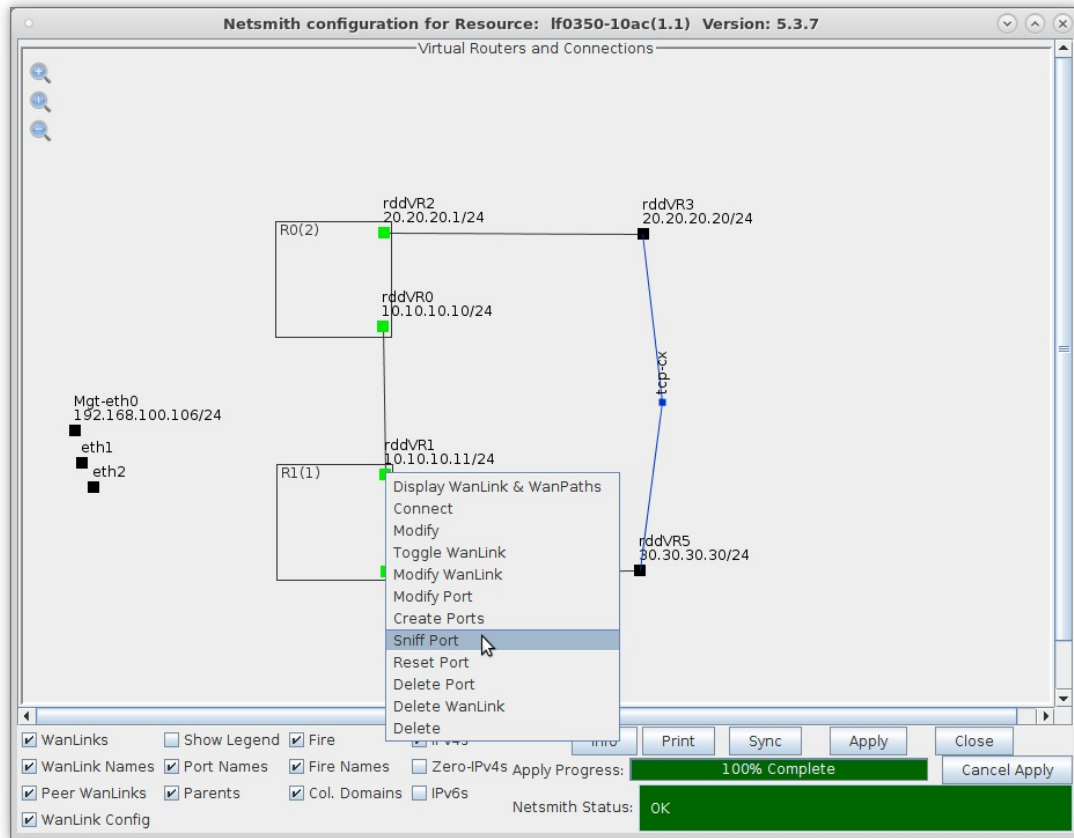 Netsmith configuration for Resource: lf0350-10ac(1.1) Version: 5.3.7
Virtual Routers and Connections
rddVR2
20.20.20.1/24
rddVR3
20.20.20.20/24
R0(2)
rddVR0
10.10.10.10/24
tcp-cx
Mgt-eth0
192.168.100.106/24
eth1
eth2
rddVR1
10.10.10.11/24
R1(1)
Display WanLink & WanPaths
Connect
Modify
Toggle WanLink
Modify WanLink
Modify Port
Create Ports
Sniff Port
Reset Port
Delete Port
Delete WanLink
Delete
rddVR5
30.30.30.30/24
WanLinks Show Legend Fire IPv4s Info Print Sync Apply Close
WanLink Names Port Names Fire Names Zero-IPv4s Apply Progress: 100% Complete Cancel Apply
Peer WanLinks Parents Col. Domains IPv6s
Netsmith Status: OK
WanLink Config